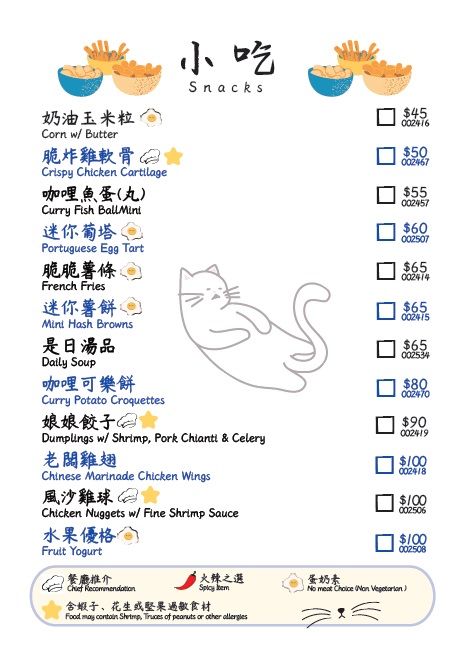 小吃
Snacks
奶油玉米粒 $45
Corn w/ Butter 002416
脆炸雞軟骨 $50
Crispy Chicken Cartilage 002467
咖哩魚蛋(丸) $55
Curry Fish BallMini 002457
迷你葡塔 $60
Portuguese Egg Tart 002507
脆脆薯條 $65
French Fries 002414
迷你薯餅 $65
Mini Hash Browns 002415
是日湯品 $65
Daily Soup 002534
咖哩可樂餅 $80
Curry Potato Croquettes 002470
娘娘餃子 $90
Dumplings w/ Shrimp, Pork Chianti & Celery 002419
老闆雞翅 $100
Chinese Marinade Chicken Wings 002418
風沙雞球 $100
Chicken Nuggets w/ Fine Shrimp Sauce 002506
水果優格 $100
Fruit Yogurt 002508
餐廳推介 火辣之選 蛋奶素
Chief Recommendation Spicy Item No meat Choice (Non Vegetarian )
含蝦子、花生或堅果過敏食材
Food may contain Shrimp, Truces of peanuts or other allergies